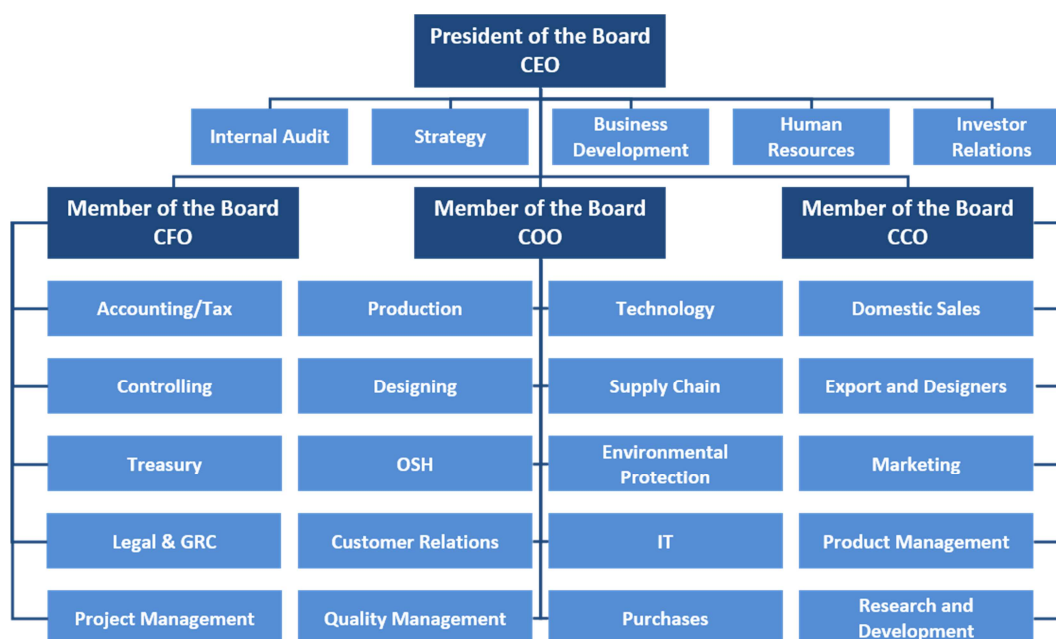 President of the Board
CEO
Internal Audit
Strategy
Business
Development
Human
Resources
Investor
Relations
Member of the Board
CFO
Member of the Board
COO
Member of the Board
CCO
Accounting/Tax
Production
Technology
Domestic Sales
Controlling
Designing
Supply Chain
Export and Designers
Treasury
OSH
Environmental
Protection
Marketing
Legal & GRC
Customer Relations
IT
Product Management
Project Management
Quality Management
Purchases
Research and
Development